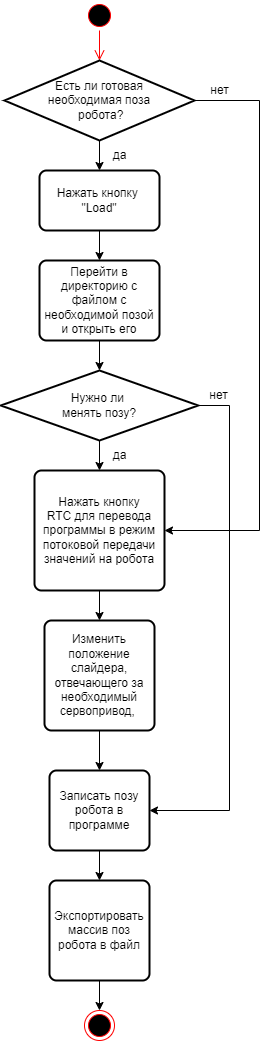 Есть ли готовая
необходимая поза
робота?
нет
да
Нажать кнопку
"Load"
Перейти в
директорию с
файлом с
необходимой позой
и открыть его
Нужно ли
менять позу?
нет
да
Нажать кнопку
RTC для перевода
программы в режим
потоковой передачи
значений на робота
Изменить
положение
слайдера,
отвечающего за
необходимый
сервопривод,
Записать позу
робота в
программе
Экспортировать
массив поз
робота в файл